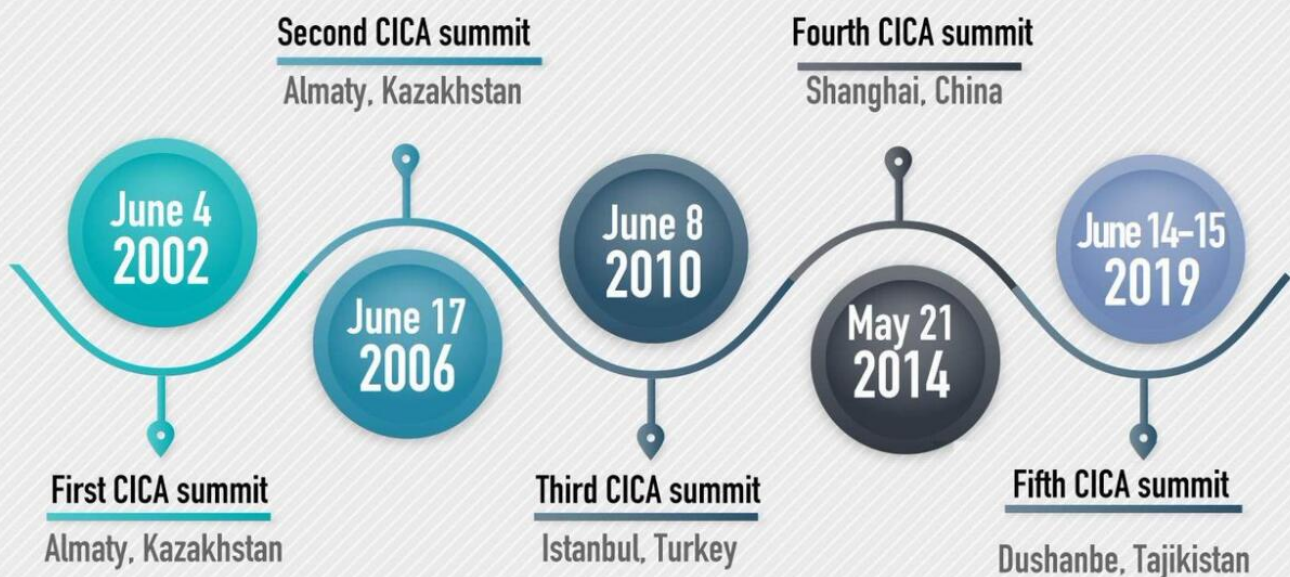 Second CICA summit
Almaty, Kazakhstan
Fourth CICA summit
Shanghai, China
June 4
2002
June 17
2006
June 8
2010
May 21
2014
June 14-15
2019
First CICA summit
Almaty, Kazakhstan
Third CICA summit
Istanbul, Turkey
Fifth CICA summit
Dushanbe, Tajikistan